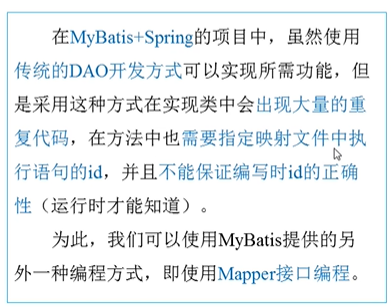 在MyBatis+Spring的项目中，虽然使用
传统的DAO开发方式可以实现所需功能，但
是采用这种方式在实现类中会出现大量的重
复代码，在方法中也需要指定映射文件中执
行语句的id，并且不能保证编写时id的正确
性（运行时才能知道）。
为此，我们可以使用MyBatis提供的另
外一种编程方式，即使用Mapper接口编程。